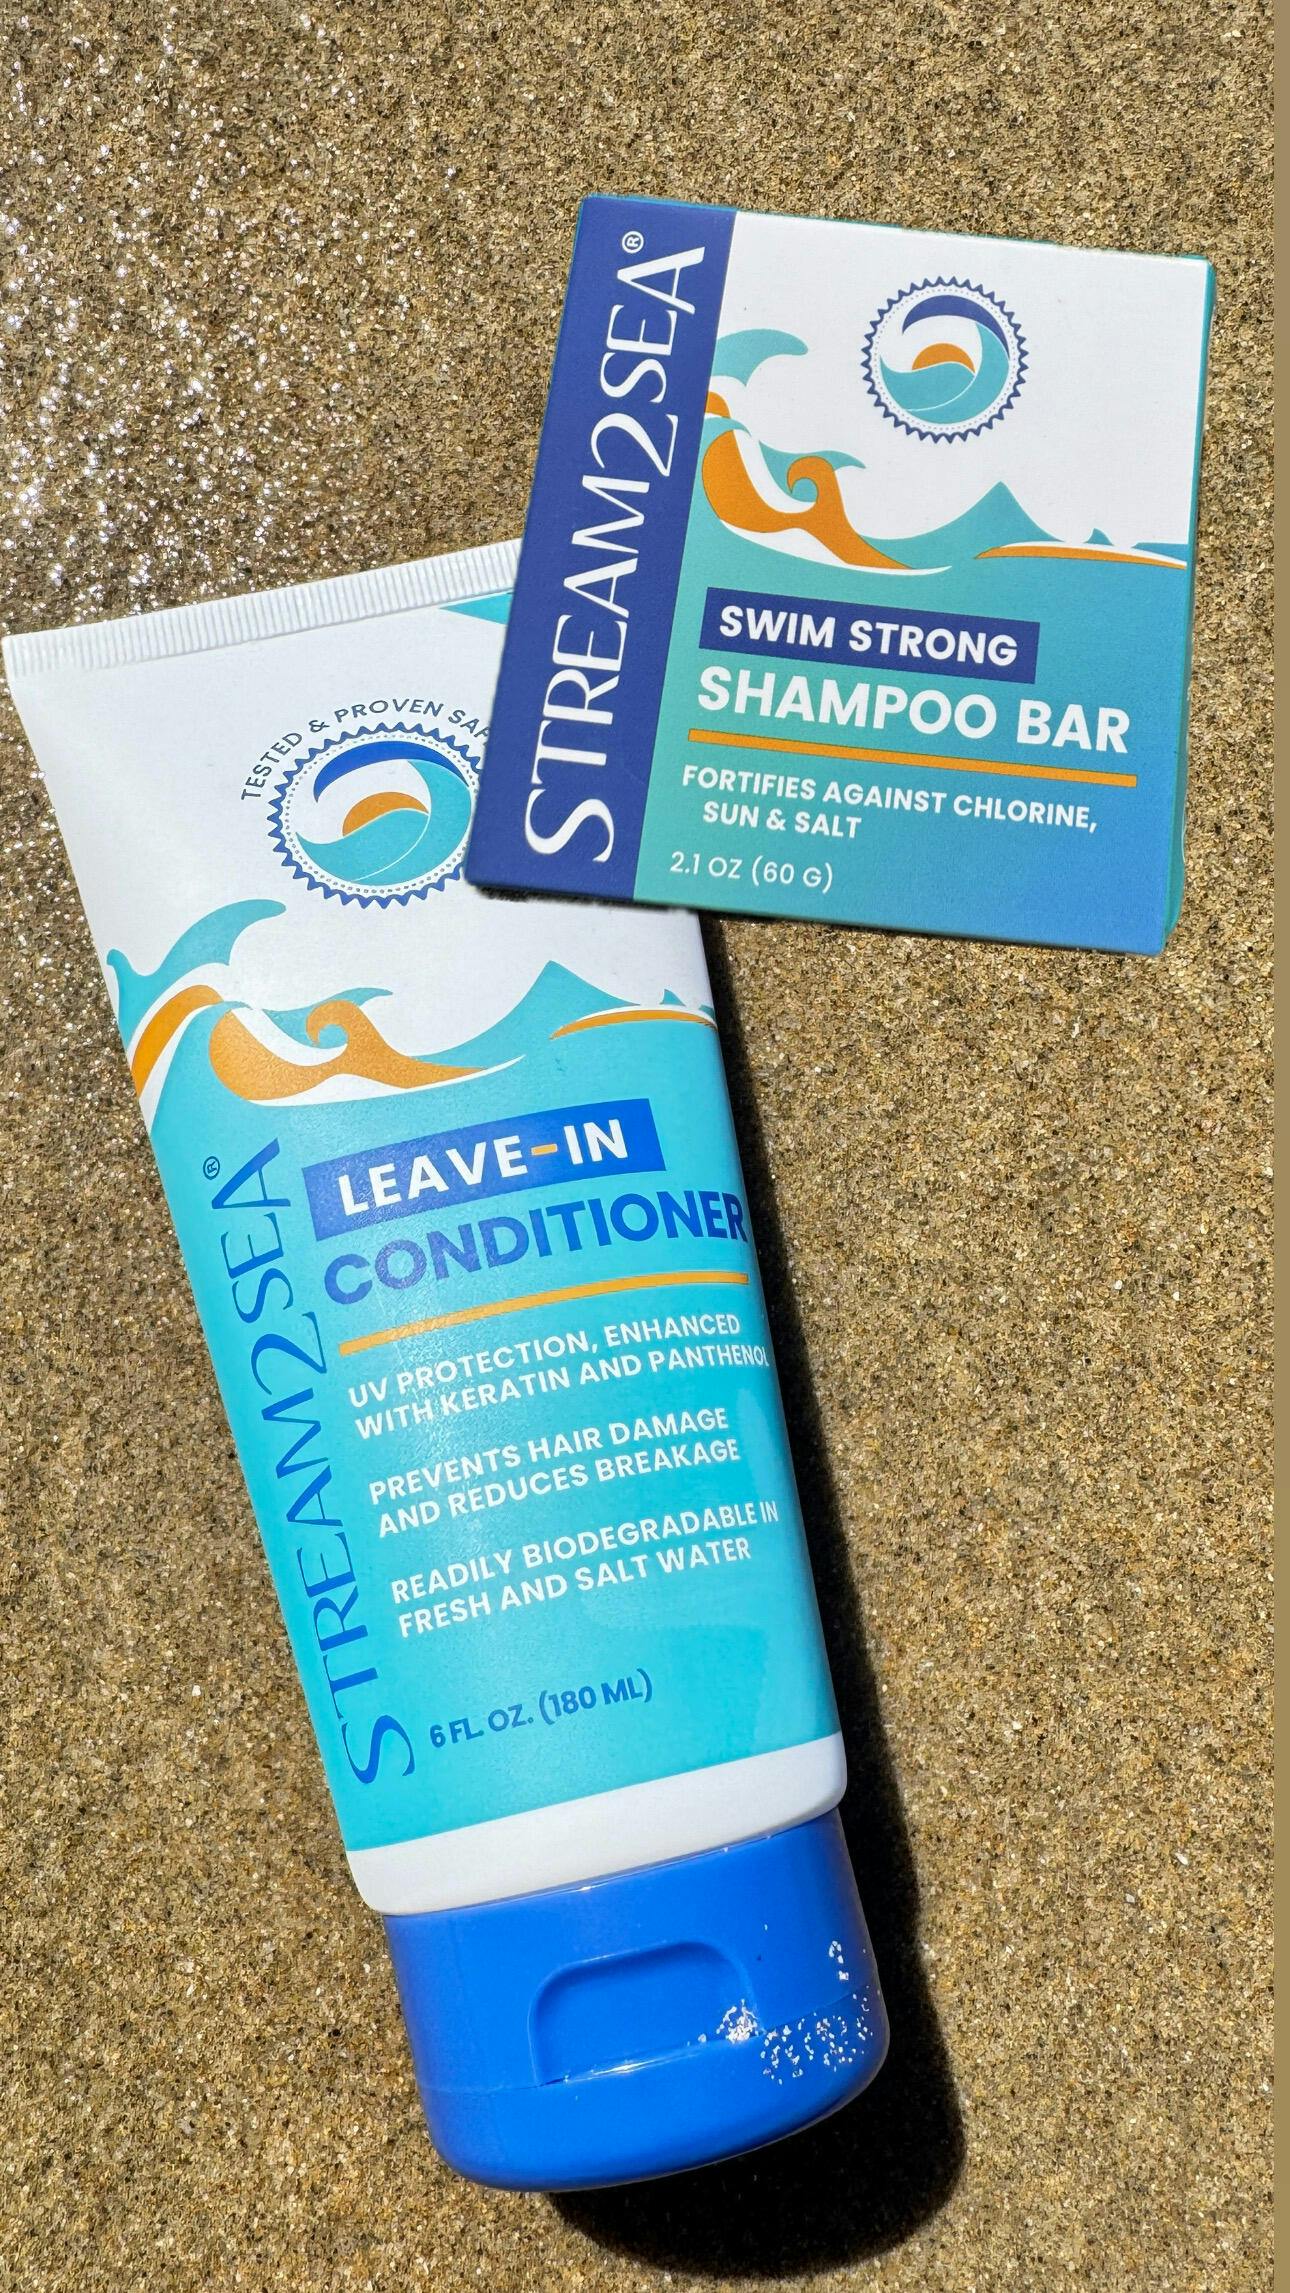 STREAM2SEA®
SWIM STRONG
SHAMPOO BAR
FORTIFIES AGAINST CHLORINE,
SUN & SALT
2.1 OZ (60 G)
TESTED & PROVEN
STREAM2SEA®
LEAVE-IN
CONDITIONER
UV PROTECTION, ENHANCED
WITH KERATIN AND PANTHENOL
PREVENTS HAIR DAMAGE
AND REDUCES BREAKAGE
READILY BIODEGRADABLE IN
FRESH AND SALT WATER
6 FL. OZ. (180 ML)